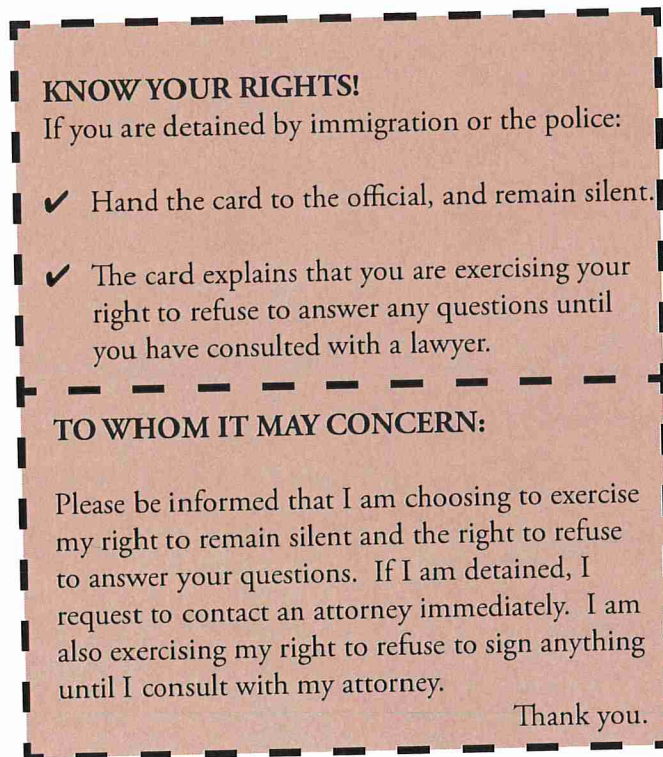 KNOW YOUR RIGHTS!
If you are detained by immigration or the police:
✔ Hand the card to the official, and remain silent.
✔ The card explains that you are exercising your
right to refuse to answer any questions until
you have consulted with a lawyer.
TO WHOM IT MAY CONCERN:
Please be informed that I am choosing to exercise
my right to remain silent and the right to refuse
to answer your questions. If I am detained, I
request to contact an attorney immediately. I am
also exercising my right to refuse to sign anything
until I consult with my attorney.
Thank you.